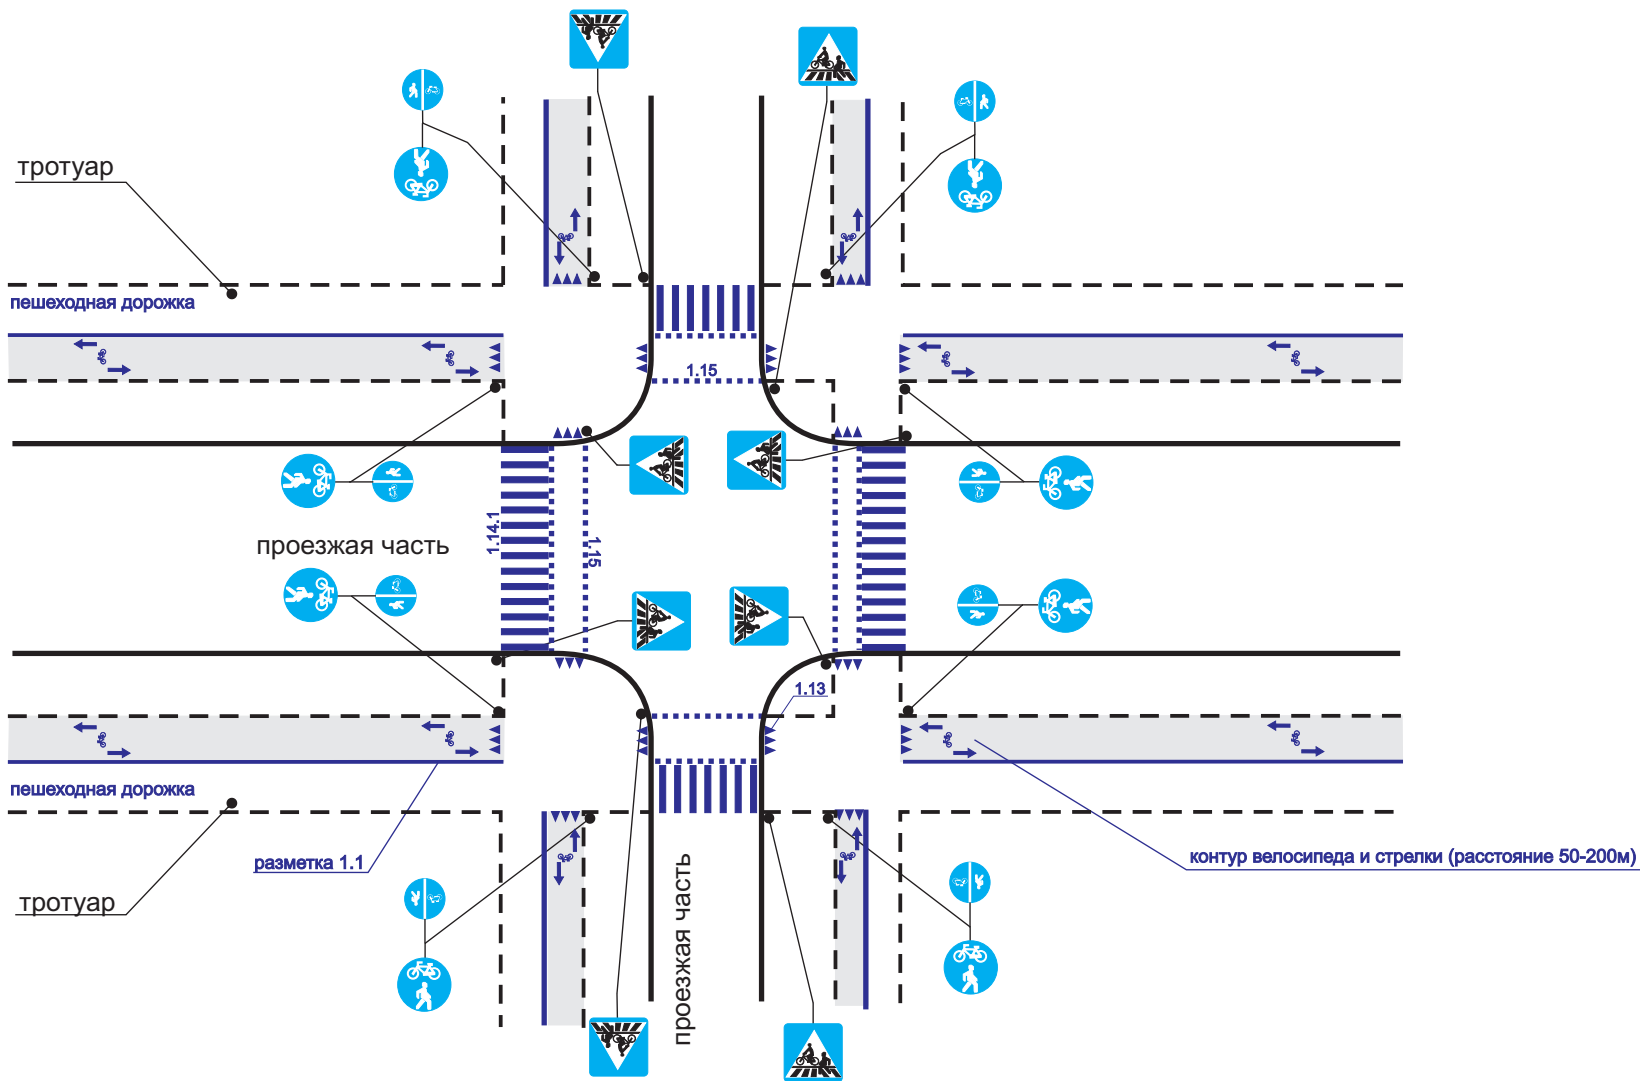 тротуар
пешеходная дорожка
1.15
1.14.1
1.15
проезжая часть
1.13
пешеходная дорожка
разметка 1.1
контур велосипеда и стрелки (расстояние 50-200м)
тротуар
проезжая часть